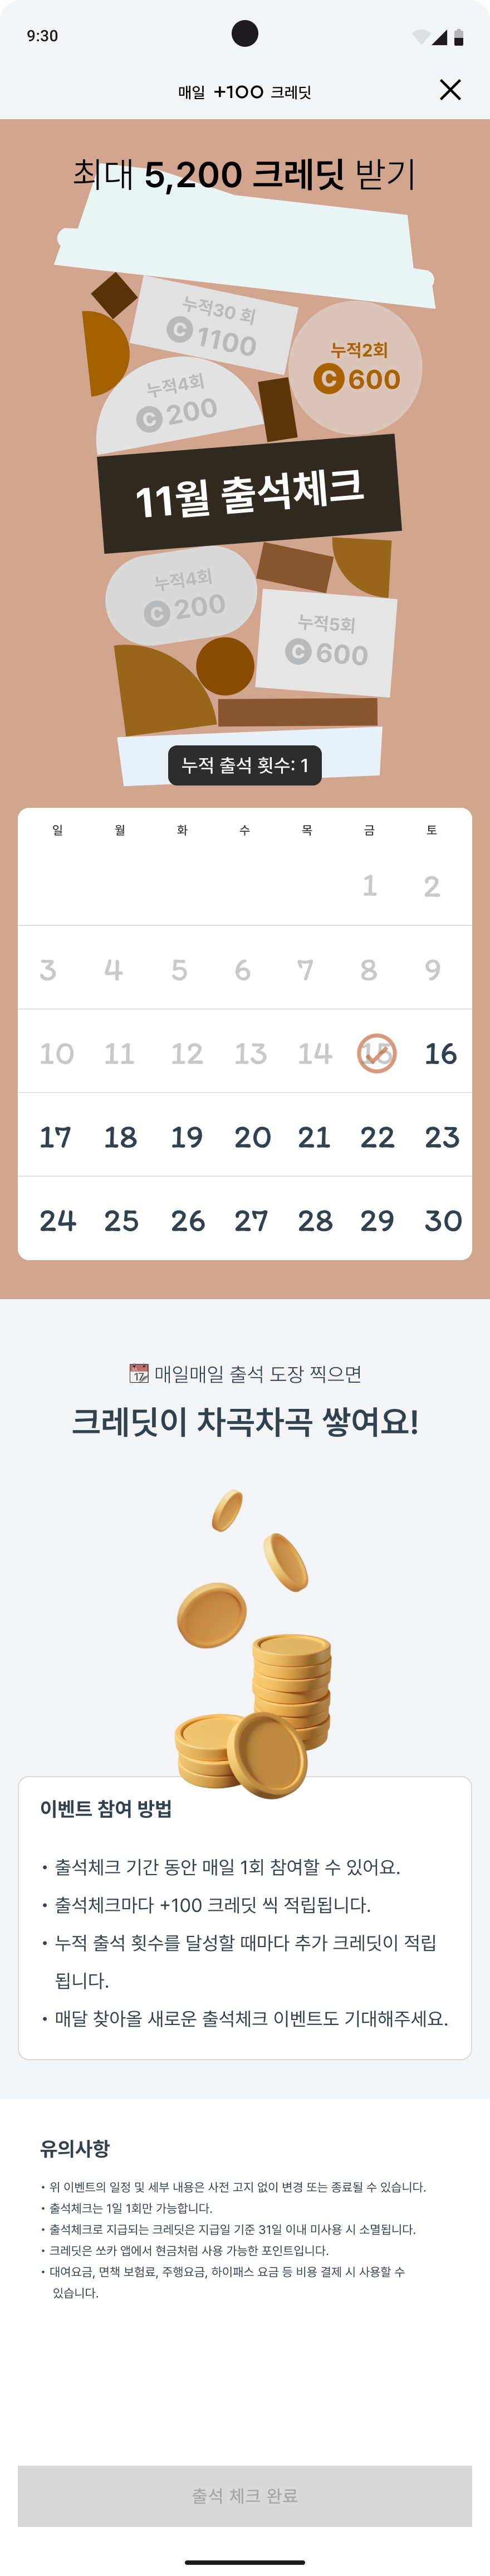 9:30
매일 +100 크레딧
최대 5,200 크레딧 받기
누적30 회
C 1100
누적2회
C 600
누적4회
C 200
11월 출석체크
누적4회
C 200
누적5회
C 600
누적 출석 횟수: 1
일 월 화 수 목 금 토
1 2
3 4 5 6 7 8 9
10 11 12 13 14 15 16
17 18 19 20 21 22 23
24 25 26 27 28 29 30
17 매일매일 출석 도장 찍으면
크레딧이 차곡차곡 쌓여요!
이벤트 참여 방법
• 출석체크 기간 동안 매일 1회 참여할 수 있어요.
• 출석체크마다 +100 크레딧 씩 적립됩니다.
• 누적 출석 횟수를 달성할 때마다 추가 크레딧이 적립
됩니다.
• 매달 찾아올 새로운 출석체크 이벤트도 기대해주세요.
유의사항
• 위 이벤트의 일정 및 세부 내용은 사전 고지 없이 변경 또는 종료될 수 있습니다.
• 출석체크는 1일 1회만 가능합니다.
• 출석체크로 지급되는 크레딧은 지급일 기준 31일 이내 미사용 시 소멸됩니다.
• 크레딧은 쏘카 앱에서 현금처럼 사용 가능한 포인트입니다.
• 대여요금, 면책 보험료, 주행요금, 하이패스 요금 등 비용 결제 시 사용할 수
있습니다.
출석 체크 완료